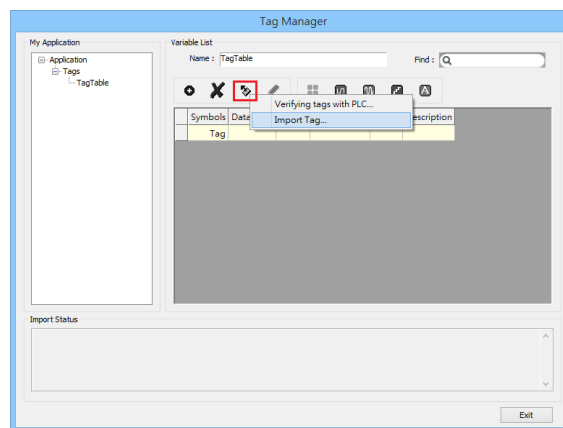 Tag Manager
My Application
Application
Tags
TagTable
Variable List
Name : TagTable
Find :
Verifying tags with PLC...
Import Tag...
Symbols Data escription
Tag
Import Status
Exit